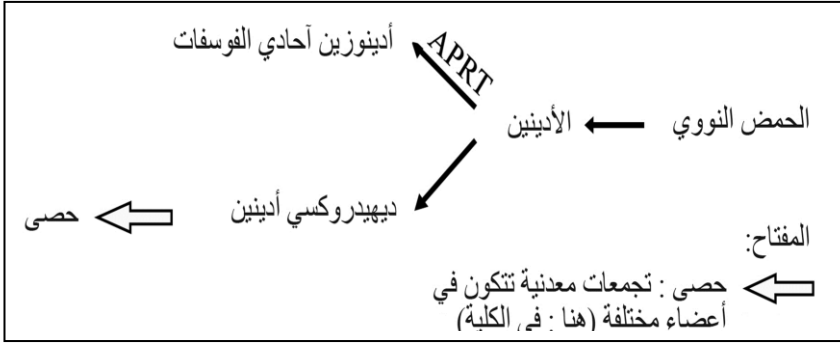 أدينوزين آحادي الفوسفات
APRT
الحمض النووي
الأدينين
ديهيدروكسي أدينين
حصى
المفتاح:
حصى : تجمعات معدنية تتكون في
أعضاء مختلفة (هنا : في الكلية)